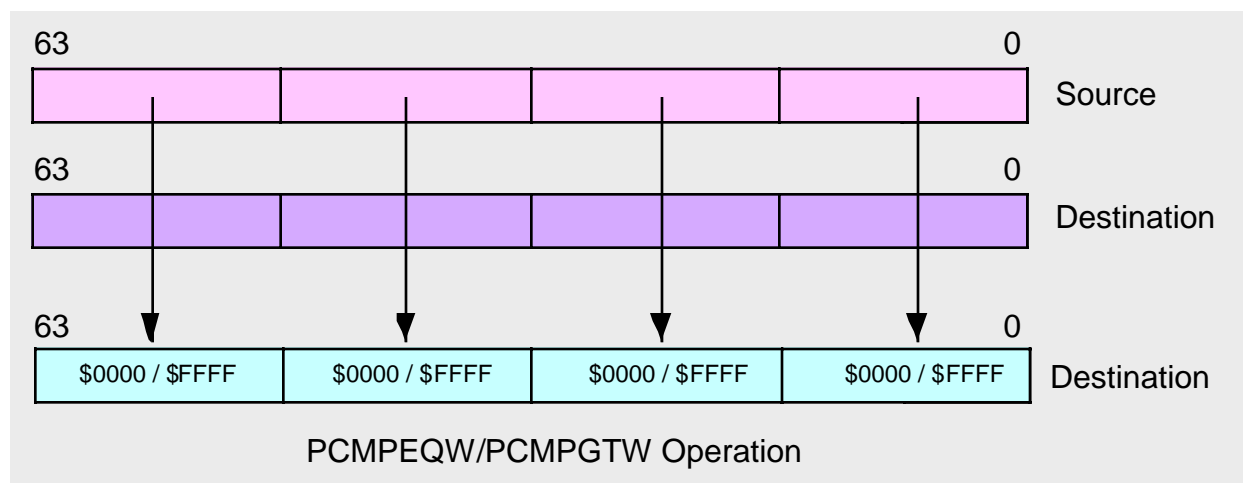 63 0
Source
63 0
Destination
63 0
$0000 / $FFFF $0000 / $FFFF $0000 / $FFFF $0000 / $FFFF Destination
PCMPEQW/PCMPGTW Operation